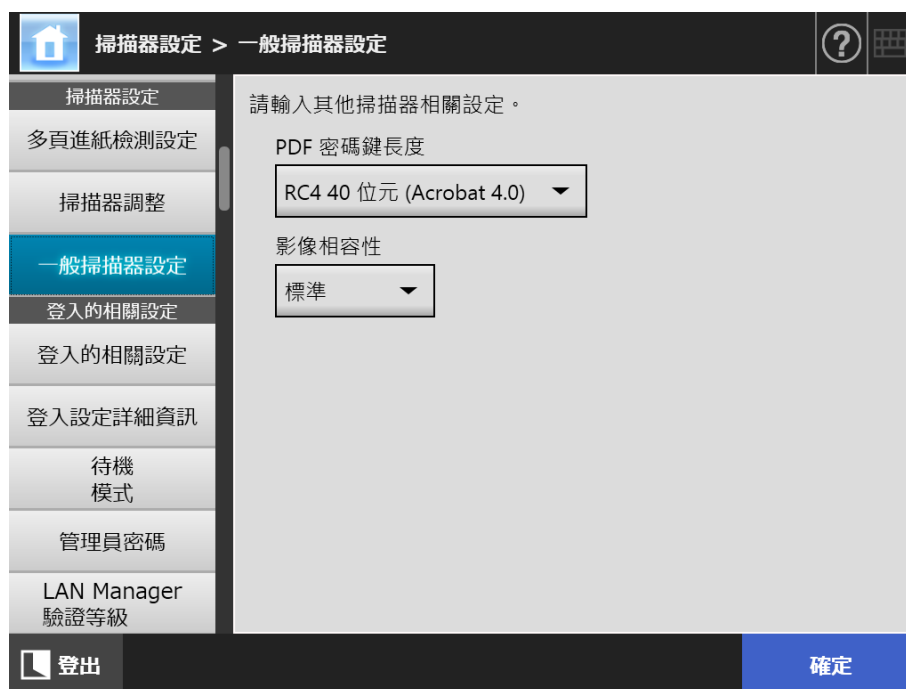 掃描器設定 > 一般掃描器設定
掃描器設定
多頁進紙檢測設定
掃描器調整
一般掃描器設定
登入的相關設定
登入的相關設定
登入設定詳細資訊
待機
模式
管理員密碼
LAN Manager
驗證等級
請輸入其他掃描器相關設定。
PDF 密碼鍵長度
RC4 40 位元 (Acrobat 4.0)
影像相容性
標準
登出
確定